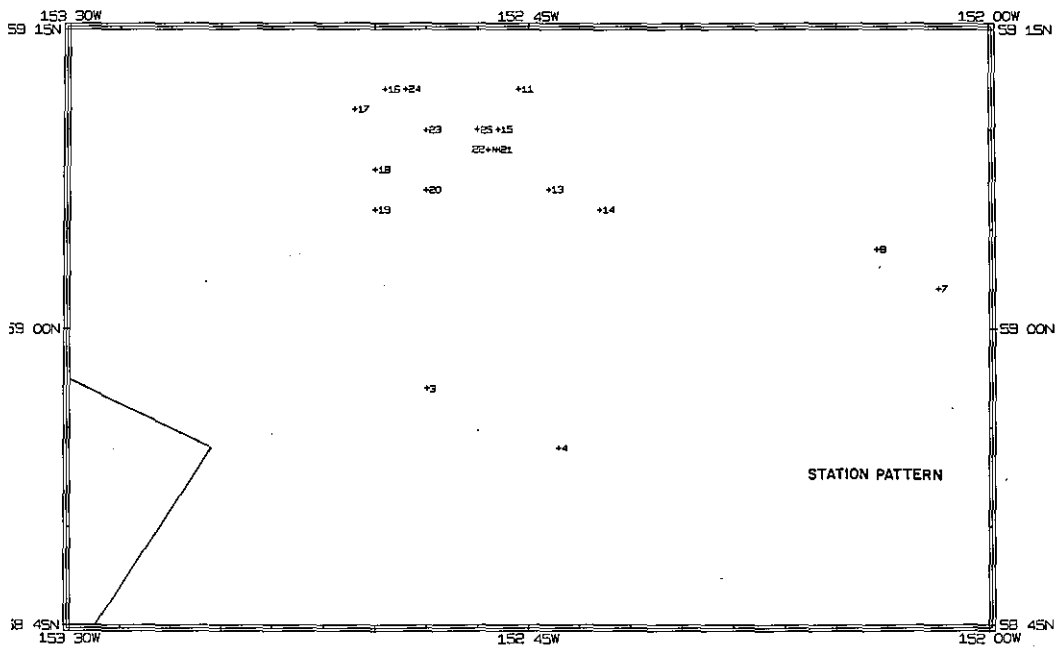 153 30W 152 45W 152 00W
59 15N 59 15N
+16 +24 +11
+17
+23 +25 +15
22 21
+18
+20 +13
+19 +14
+7
59 00N 59 00N
+3
+4
STATION PATTERN
58 45N 58 45N
153 30W 152 45W 152 00W